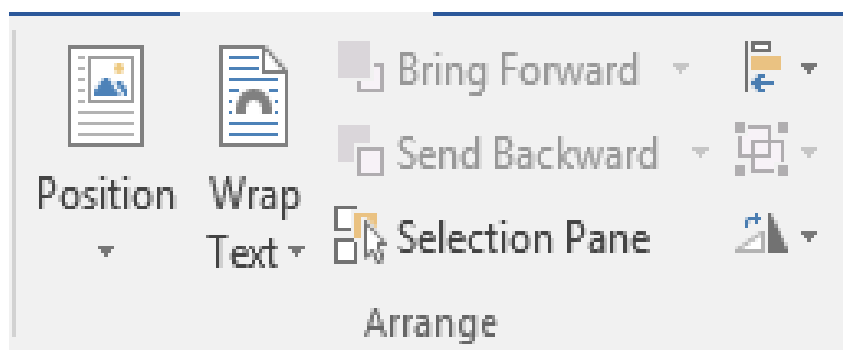 Position
Wrap
Text
Bring Forward
Send Backward
Selection Pane
Arrange